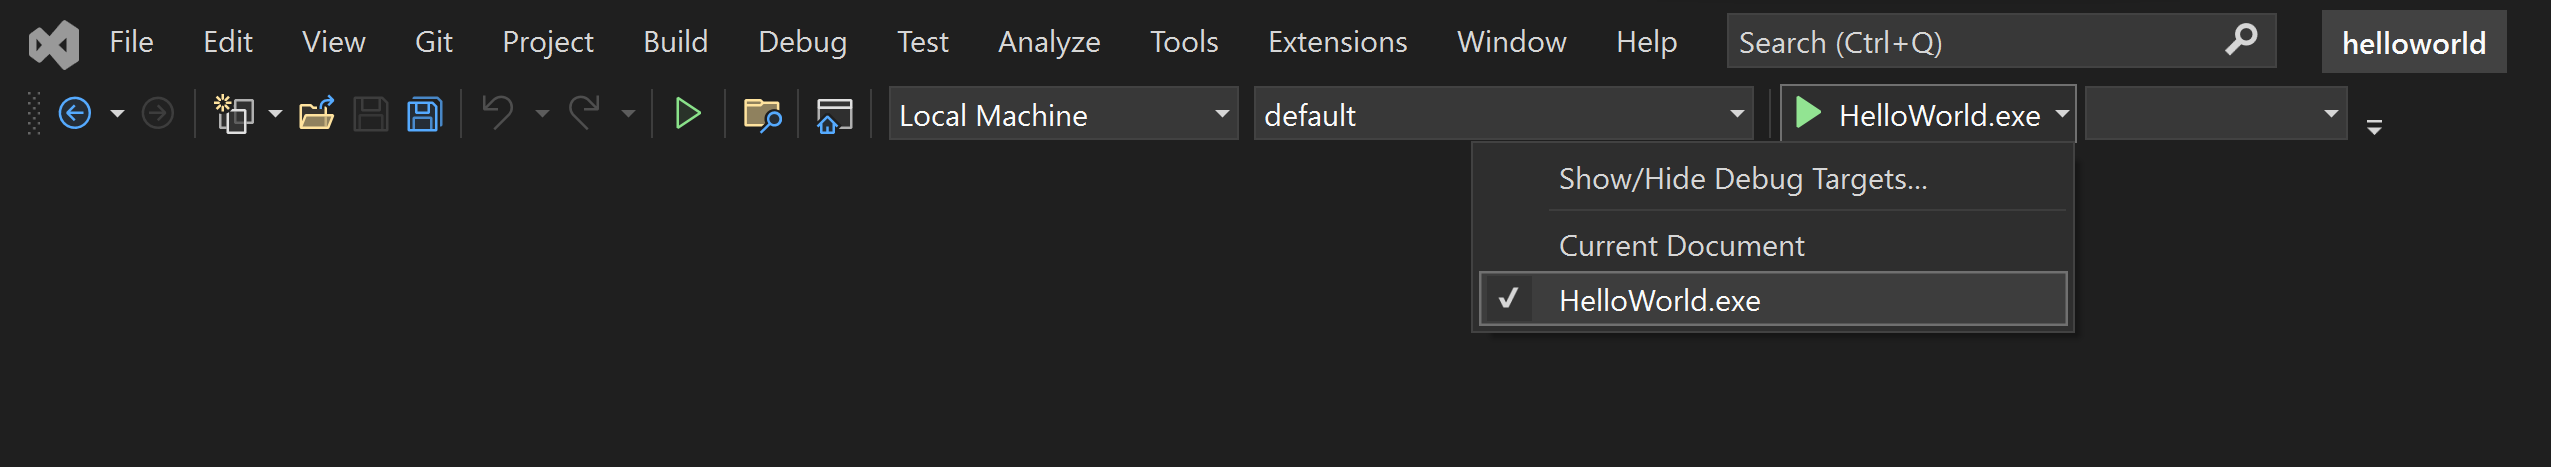 File Edit View Git Project Build Debug Test Analyze Tools Extensions Window Help Search (Ctrl+Q) helloworld
Local Machine default HelloWorld.exe
Show/Hide Debug Targets...
Current Document
HelloWorld.exe